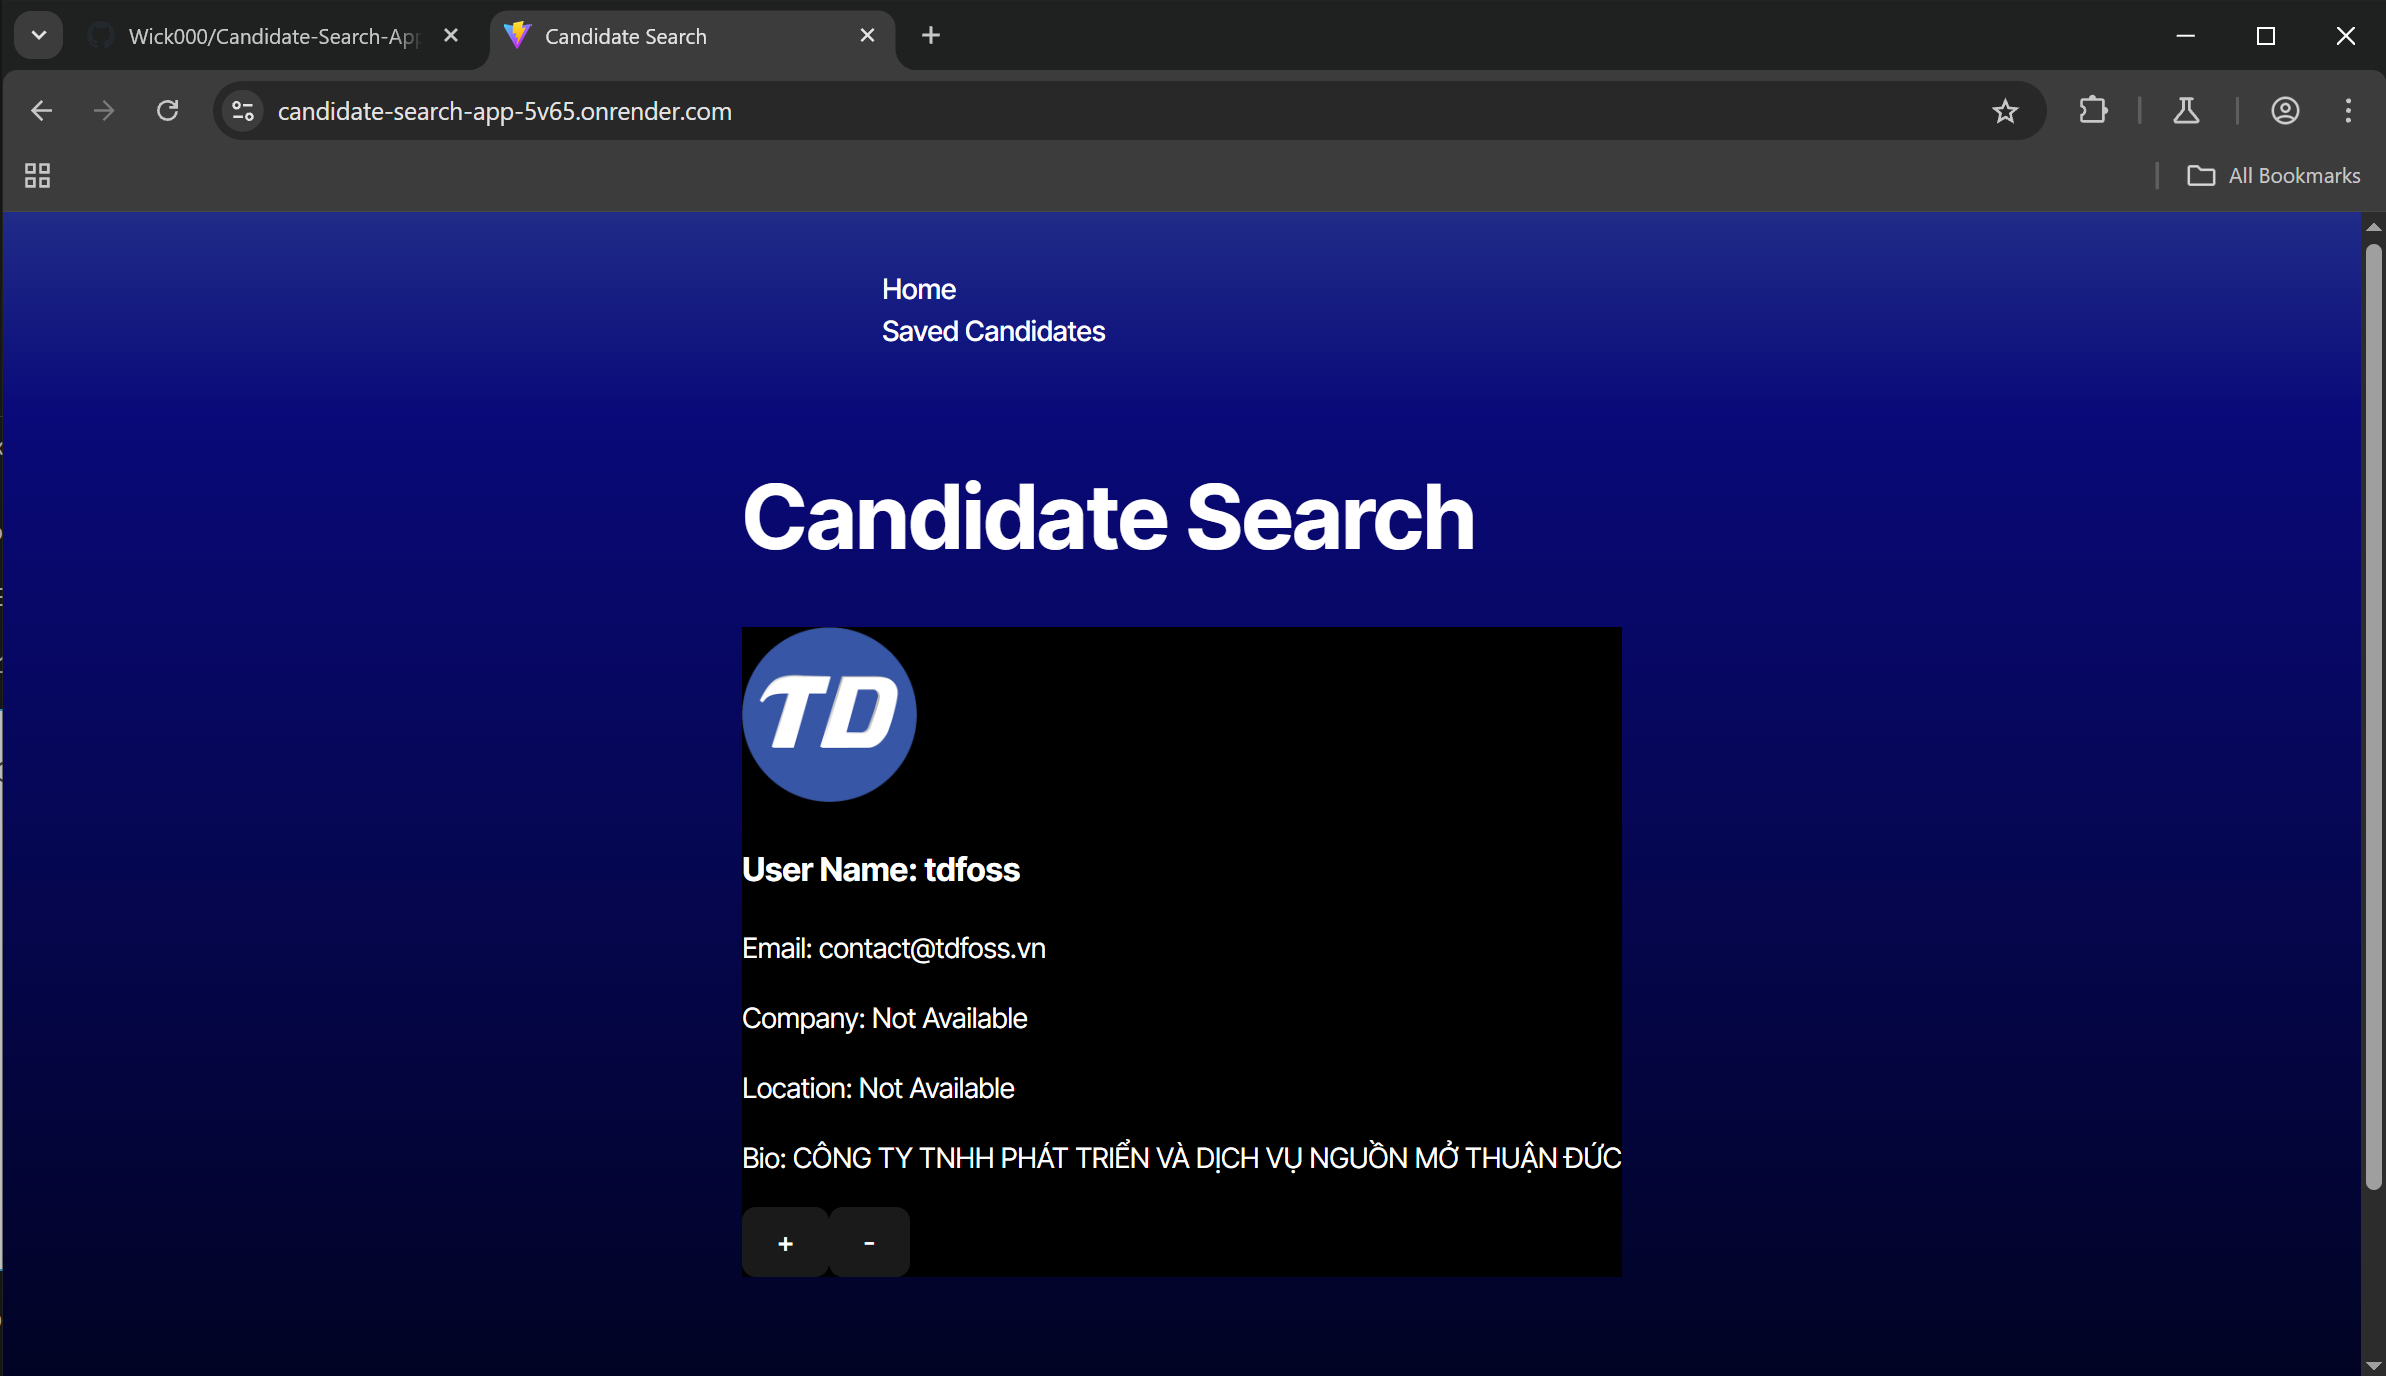 Wick000/Candidate-Search-App
Candidate Search
candidate-search-app-5v65.onrender.com
All Bookmarks
Home
Saved Candidates
Candidate Search
TD
User Name: tdfoss
Email: contact@tdfoss.vn
Company: Not Available
Location: Not Available
Bio: CÔNG TY TNHH PHÁT TRIỂN VÀ DỊCH VỤ NGUỒN MỞ THUẬN ĐỨC
+ -